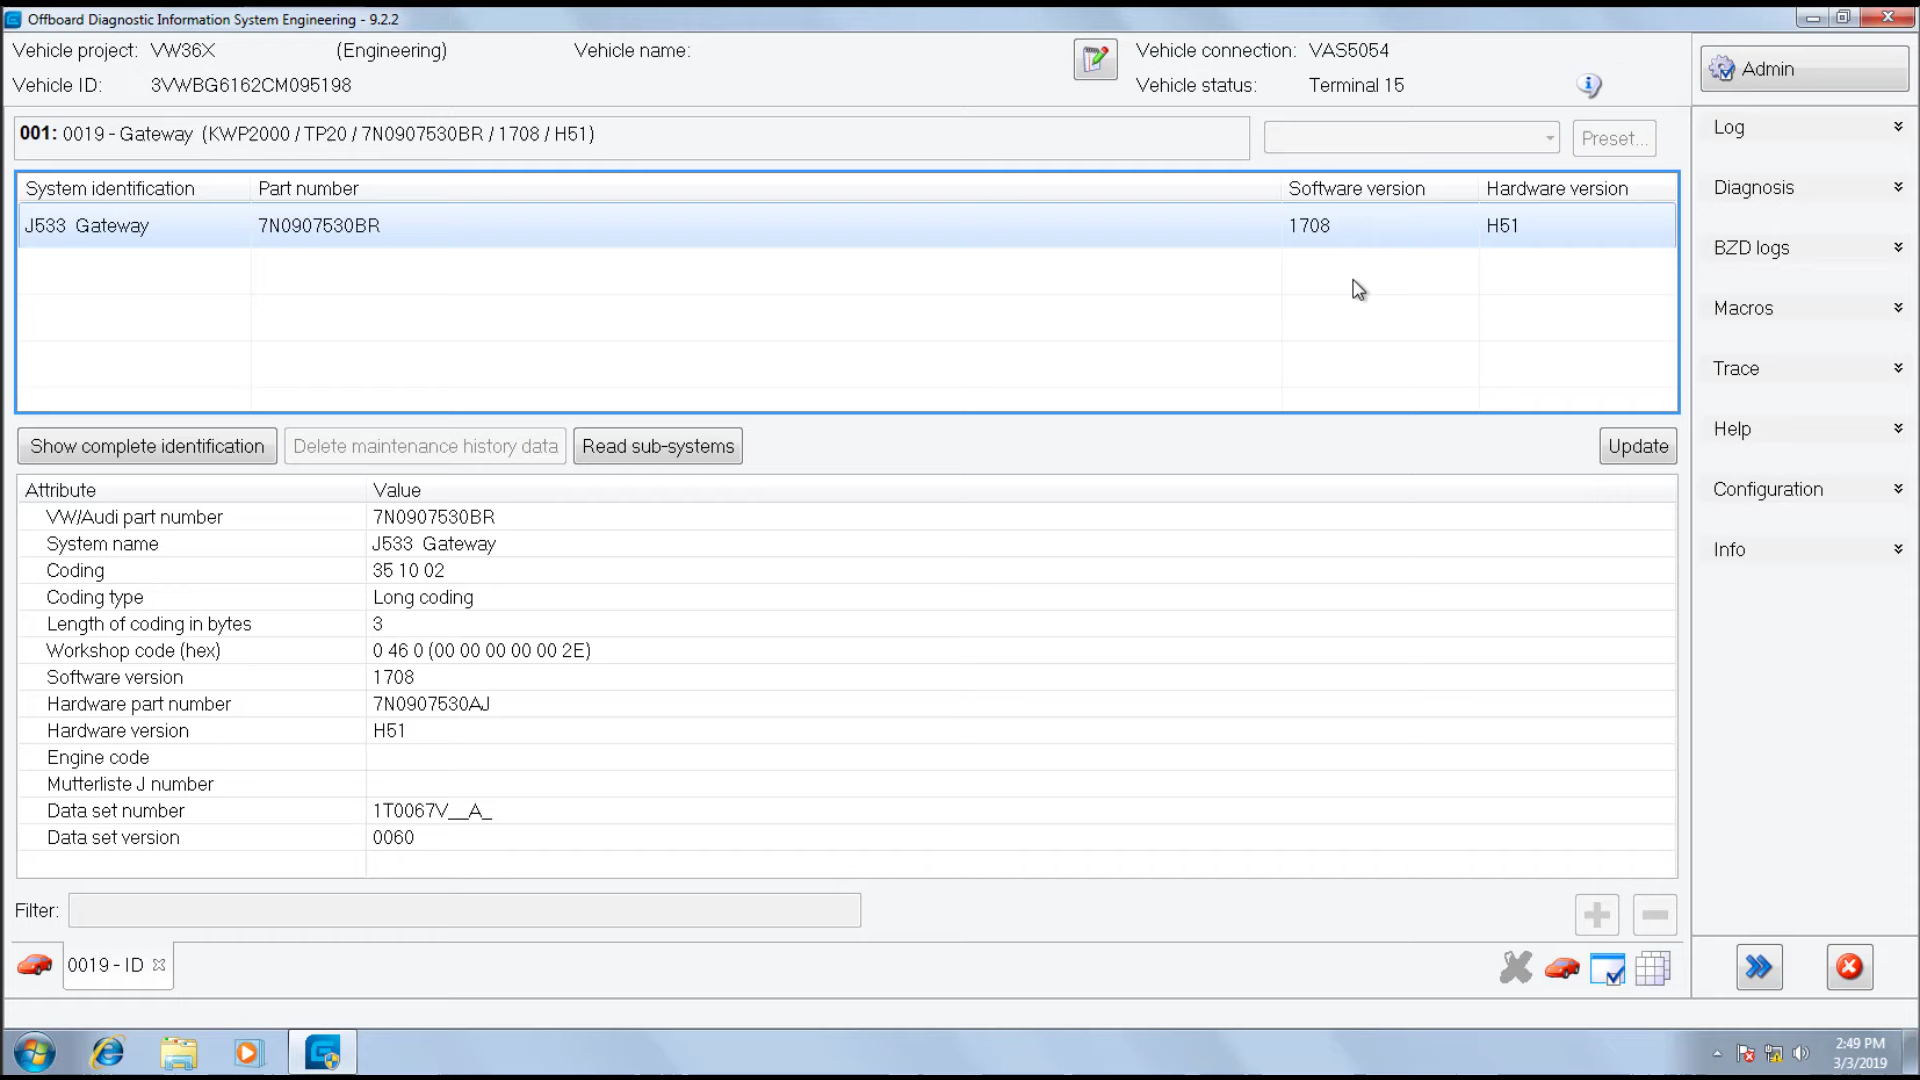 Offboard Diagnostic Information System Engineering - 9.2.2
Vehicle project: VW36X (Engineering) Vehicle name: Vehicle connection: VAS5054
Vehicle ID: 3VWBG6162CM095198 Vehicle status: Terminal 15
Admin
001: 0019 - Gateway (KWP2000 / TP20 / 7N0907530BR / 1708 / H51) Preset...
System identification Part number Software version Hardware version
J533 Gateway 7N0907530BR 1708 H51
Show complete identification Delete maintenance history data Read sub-systems Update
Attribute Value
VW/Audi part number 7N0907530BR
System name J533 Gateway
Coding 35 10 02
Coding type Long coding
Length of coding in bytes 3
Workshop code (hex) 0 46 0 (00 00 00 00 00 2E)
Software version 1708
Hardware part number 7N0907530AJ
Hardware version H51
Engine code
Mutterliste J number
Data set number 1T0067V__A_
Data set version 0060
Filter:
0019 - ID
Log
Diagnosis
BZD logs
Macros
Trace
Help
Configuration
Info
2:49 PM
3/3/2019